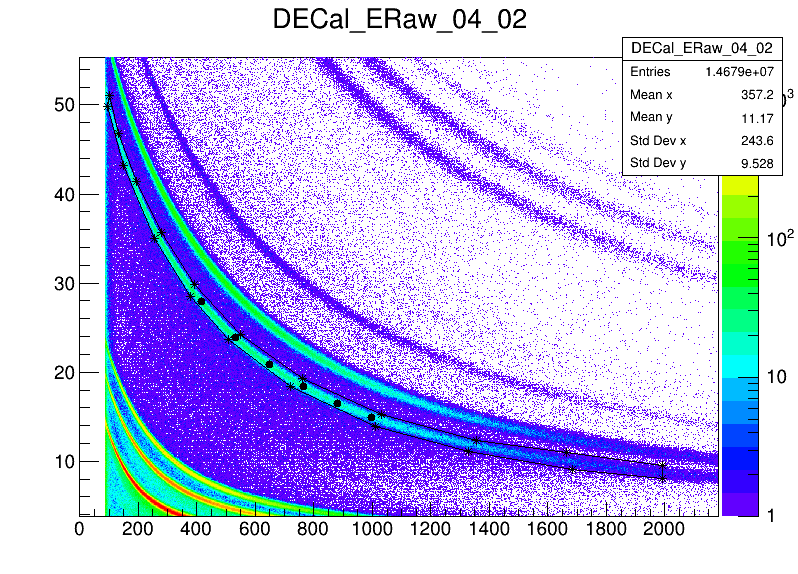 DECal_ERaw_04_02
DECal_ERaw_04_02
Entries 1.4679e+07
Mean x 357.2
Mean y 11.17
Std Dev x 243.6
Std Dev y 9.528
50
40
30
20
10
0 200 400 600 800 1000 1200 1400 1600 1800 2000
10²
10
1